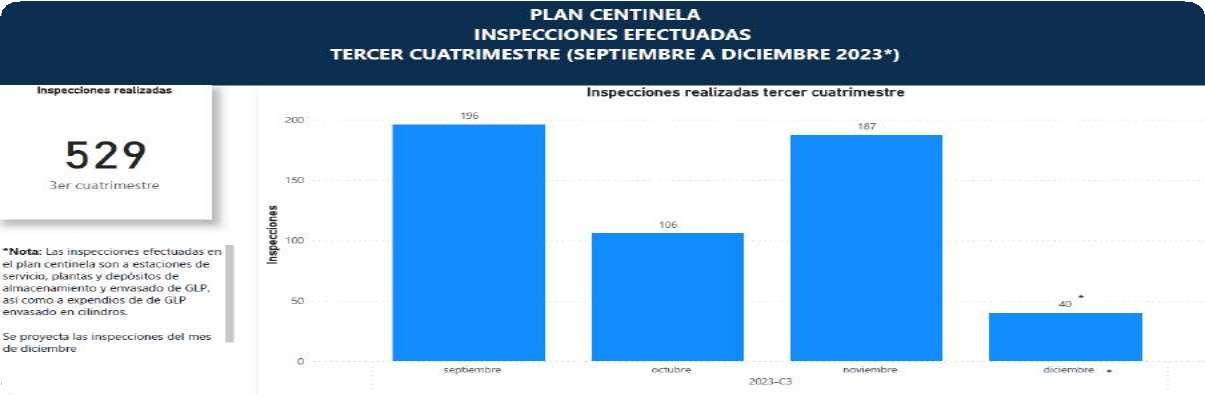 PLAN CENTINELA
INSPECCIONES EFECTUADAS
TERCER CUATRIMESTRE (SEPTIEMBRE A DICIEMBRE 2023*)
Inspecciones realizadas
529
3er cuatrimestre
*Nota: Las inspecciones efectuadas en
el plan centinela son a estaciones de
servicio, plantas y depósitos de
almacenamiento y envasado de GLP,
así como a expendios de de GLP
envasado en cilindros.
Se proyecta las inspecciones del mes
de diciembre
Inspecciones realizadas tercer cuatrimestre
Inspecciones
200
150
100
50
0
196
106
187
40 *
septiembre
octubre
noviembre
diciembre *
2023-C3